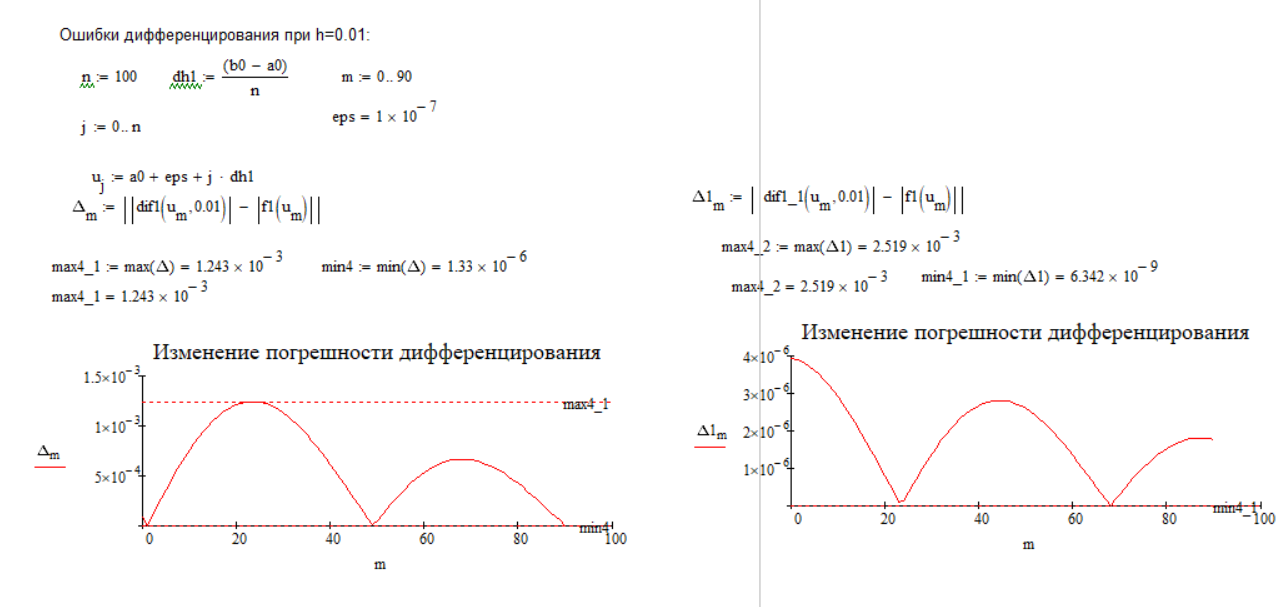 Ошибки дифференцирования при h=0.01:
n := 100 dh1 := (b0 − a0) / n m := 0.. 90
j := 0.. n eps = 1 × 10^−7
u_j := a0 + eps + j · dh1
Δ_m := ||dif1(u_m, 0.01)| − |f1(u_m)||
max4_1 := max(Δ) = 1.243 × 10^−3 min4 := min(Δ) = 1.33 × 10^−6
max4_1 = 1.243 × 10^−3
Изменение погрешности дифференцирования
1.5×10^−3
1×10^−3
5×10^−4
Δ_m
max4_1
min4
0 20 40 60 80 100
m
Δ1_m := | dif1_1(u_m, 0.01)| − |f1(u_m)||
max4_2 := max(Δ1) = 2.519 × 10^−3
max4_2 = 2.519 × 10^−3 min4_1 := min(Δ1) = 6.342 × 10^−9
Изменение погрешности дифференцирования
4×10^−6
3×10^−6
2×10^−6
1×10^−6
Δ1_m
min4_1
0 20 40 60 80 100
m